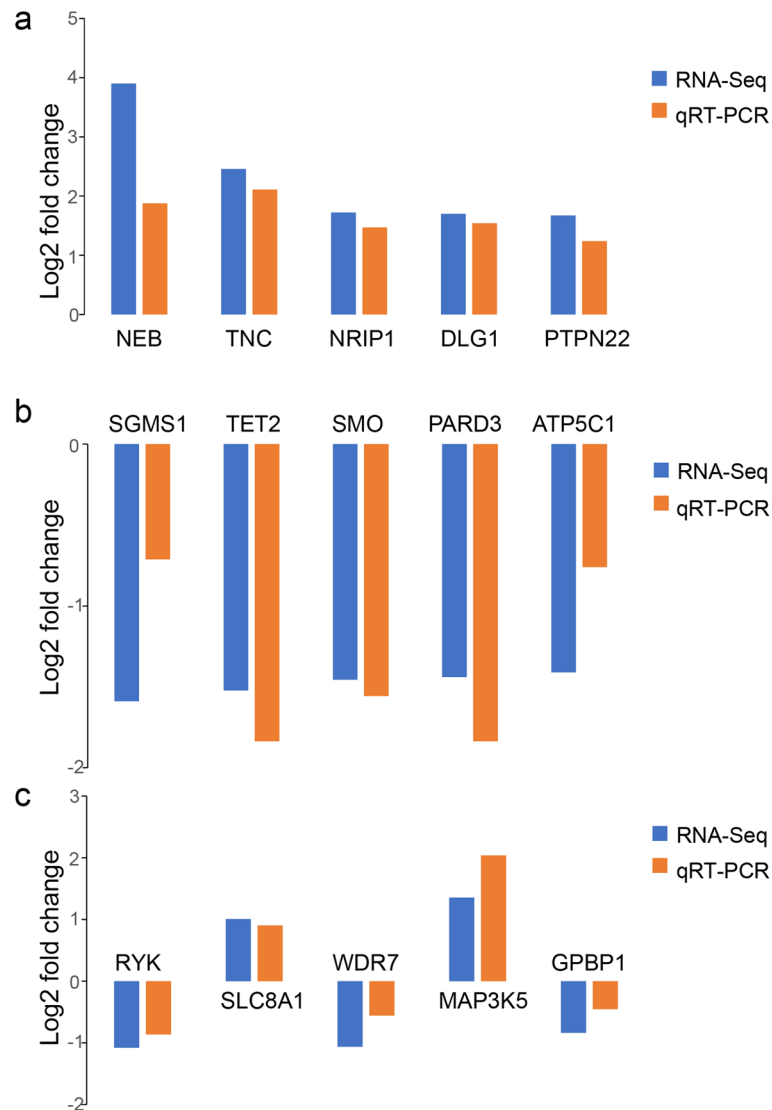 a
5
4
3
2
1
0
Log2 fold change
RNA-Seq
qRT-PCR
NEB TNC NRIP1 DLG1 PTPN22
b
SGMS1 TET2 SMO PARD3 ATP5C1
0
-1
-2
Log2 fold change
RNA-Seq
qRT-PCR
c
3
2
1
0
-1
-2
Log2 fold change
RNA-Seq
qRT-PCR
RYK WDR7 GPBP1
SLC8A1 MAP3K5